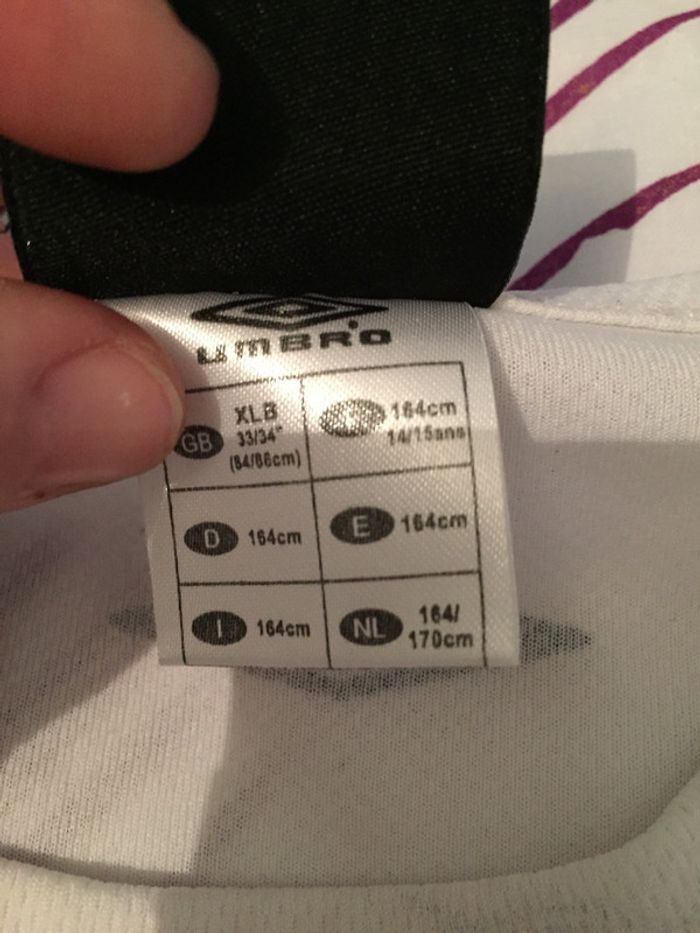 UMBRO
GB XLB
33/34"
(84/86cm)
164cm
14/15ans
D 164cm
E 164cm
I 164cm
NL 164/
170cm